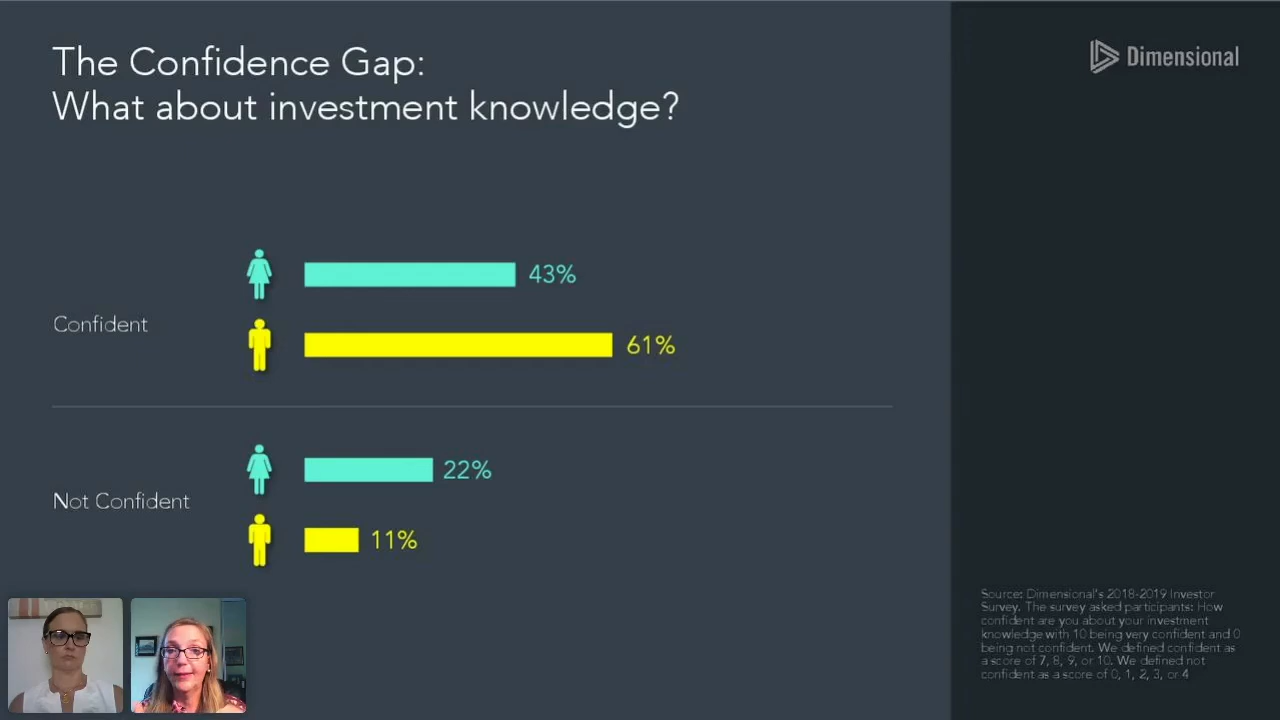 The Confidence Gap:
What about investment knowledge?
Dimensional
43%
Confident
61%
22%
Not Confident
11%
Source: Dimensional's 2018-2019 Investor
Survey. The survey asked participants: How
confident are you about your investment
knowledge with 10 being very confident and 0
being not confident. We defined confident as
a score of 7, 8, 9, or 10. We defined not
confident as a score of 0, 1, 2, 3, or 4